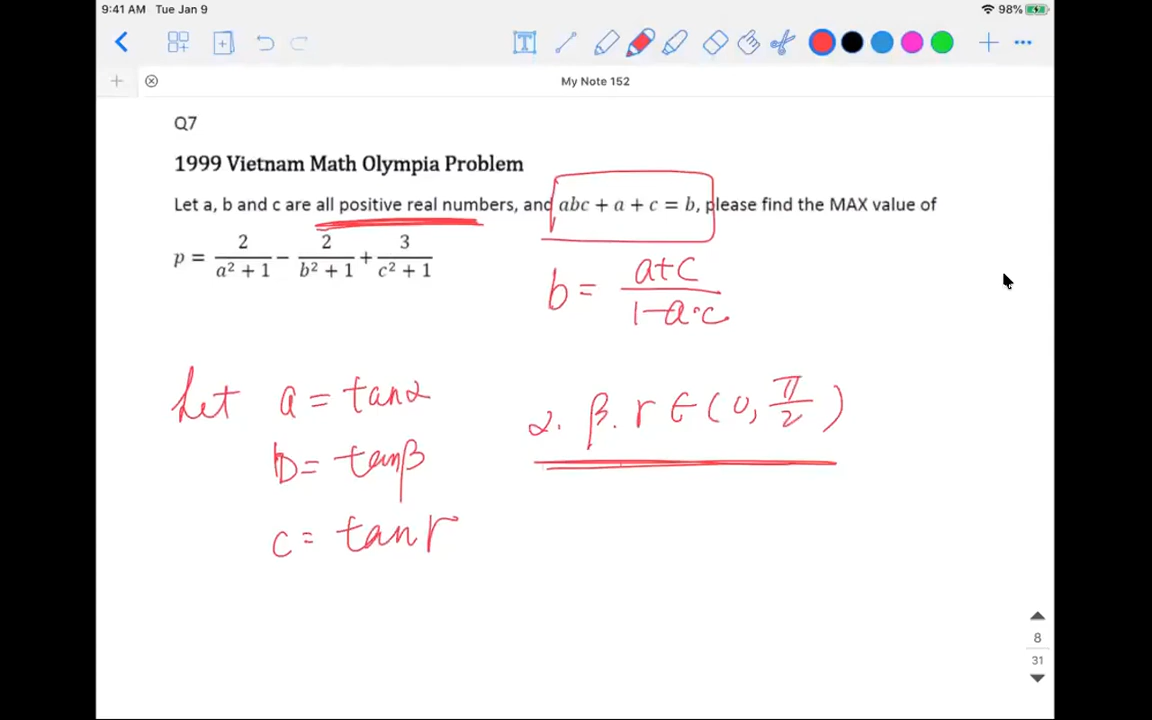 9:41 AM Tue Jan 9
98%
My Note 152
Q7
1999 Vietnam Math Olympia Problem
Let a, b and c are all positive real numbers, and abc + a + c = b, please find the MAX value of
p = 2/(a² + 1) − 2/(b² + 1) + 3/(c² + 1)
b = (a+c)/(1−a·c)
Let a = tanα
α. β. r ∈ (0, π/2)
b = tanβ
c = tan r
8
31